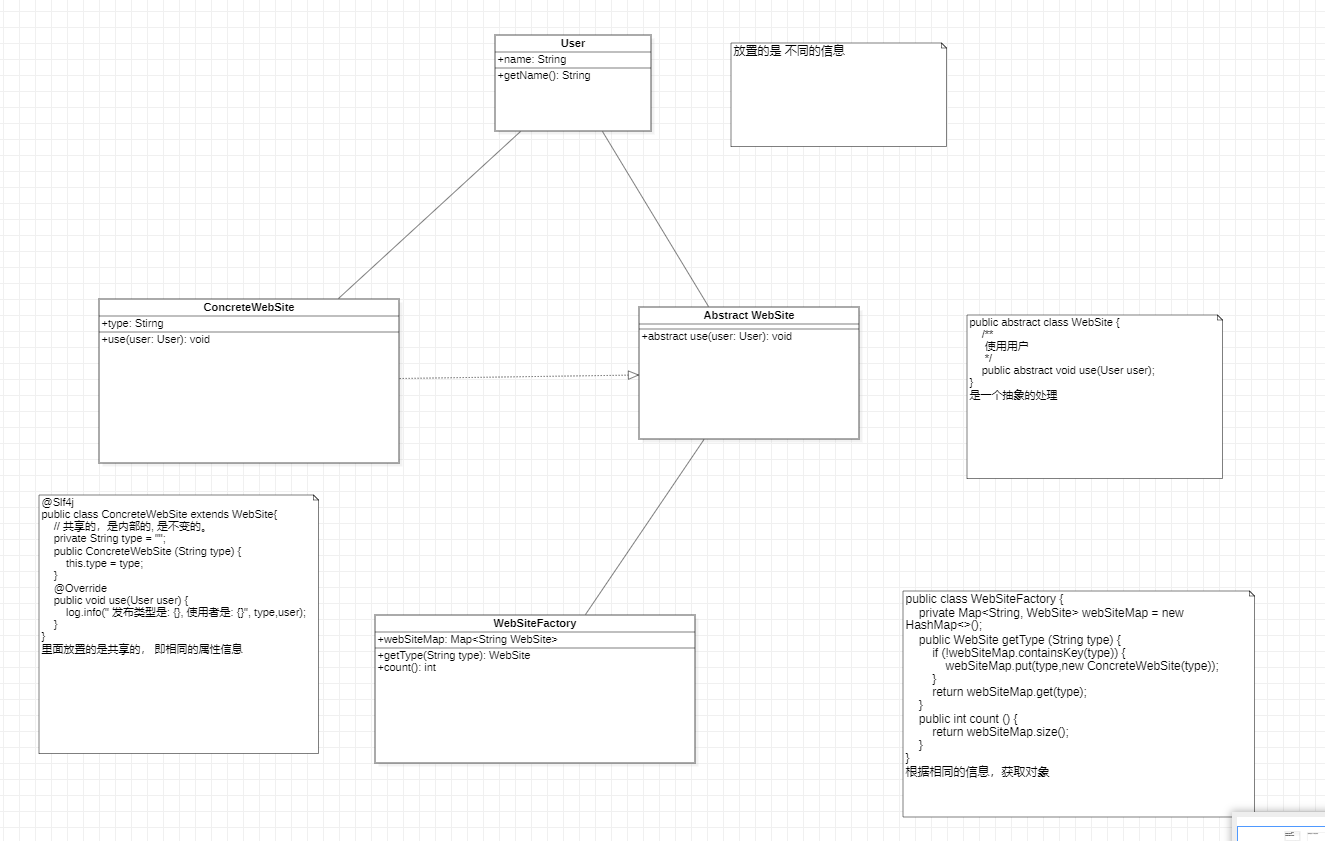 User
+name: String
+getName(): String
放置的是 不同的信息
ConcreteWebSite
+type: Stirng
+use(user: User): void
Abstract WebSite
+abstract use(user: User): void
public abstract class WebSite {
/**
使用用户
*/
public abstract void use(User user);
}
是一个抽象的处理
@Slf4j
public class ConcreteWebSite extends WebSite{
// 共享的，是内部的, 是不变的。
private String type = "";
public ConcreteWebSite (String type) {
this.type = type;
}
@Override
public void use(User user) {
log.info(" 发布类型是: {}, 使用者是: {}", type,user);
}
}
里面放置的是共享的， 即相同的属性信息
WebSiteFactory
+webSiteMap: Map<String WebSite>
+getType(String type): WebSite
+count(): int
public class WebSiteFactory {
private Map<String, WebSite> webSiteMap = new
HashMap<>();
public WebSite getType (String type) {
if (!webSiteMap.containsKey(type)) {
webSiteMap.put(type,new ConcreteWebSite(type));
}
return webSiteMap.get(type);
}
public int count () {
return webSiteMap.size();
}
}
根据相同的信息，获取对象